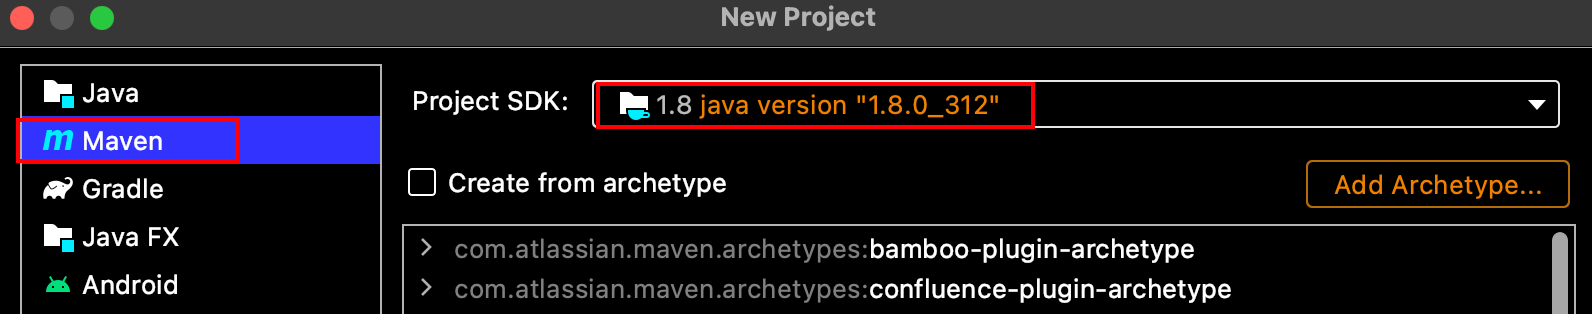 New Project
Java
Maven
Gradle
Java FX
Android
Project SDK: 1.8 java version "1.8.0_312"
Create from archetype
Add Archetype...
com.atlassian.maven.archetypes:bamboo-plugin-archetype
com.atlassian.maven.archetypes:confluence-plugin-archetype